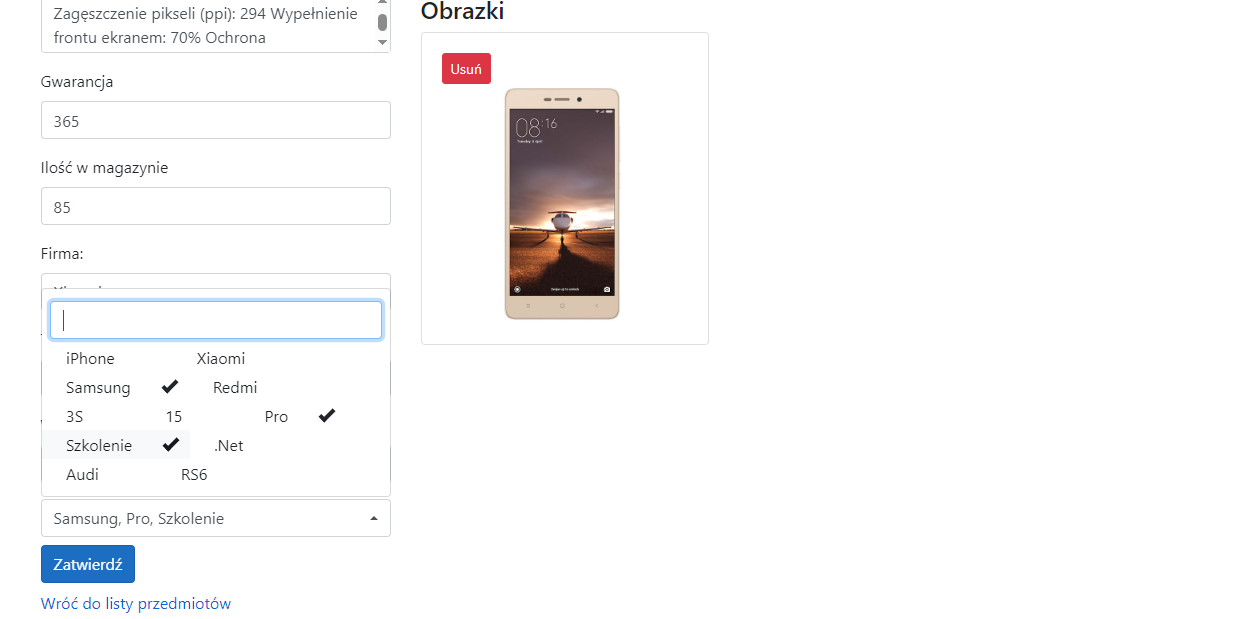 Zagęszczenie pikseli (ppi): 294 Wypełnienie
frontu ekranem: 70% Ochrona
Gwarancja
365
Ilość w magazynie
85
Firma:
iPhone Xiaomi
Samsung Redmi
3S 15 Pro
Szkolenie .Net
Audi RS6
Samsung, Pro, Szkolenie
Zatwierdź
Wróć do listy przedmiotów
Obrazki
Usuń
08:16